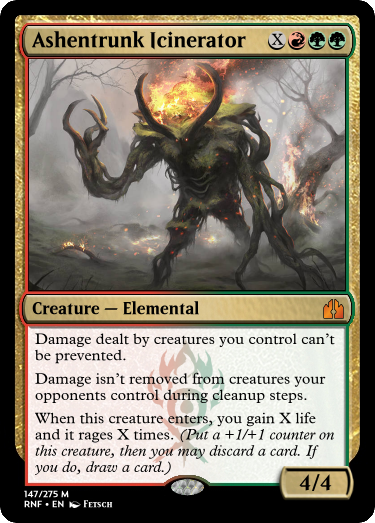 Ashentrunk Icinerator X
Creature — Elemental
Damage dealt by creatures you control can't
be prevented.
Damage isn't removed from creatures your
opponents control during cleanup steps.
When this creature enters, you gain X life
and it rages X times. (Put a +1/+1 counter on
this creature, then you may discard a card. If
you do, draw a card.)
4/4
147/275 M
RNF • EN Fetsch